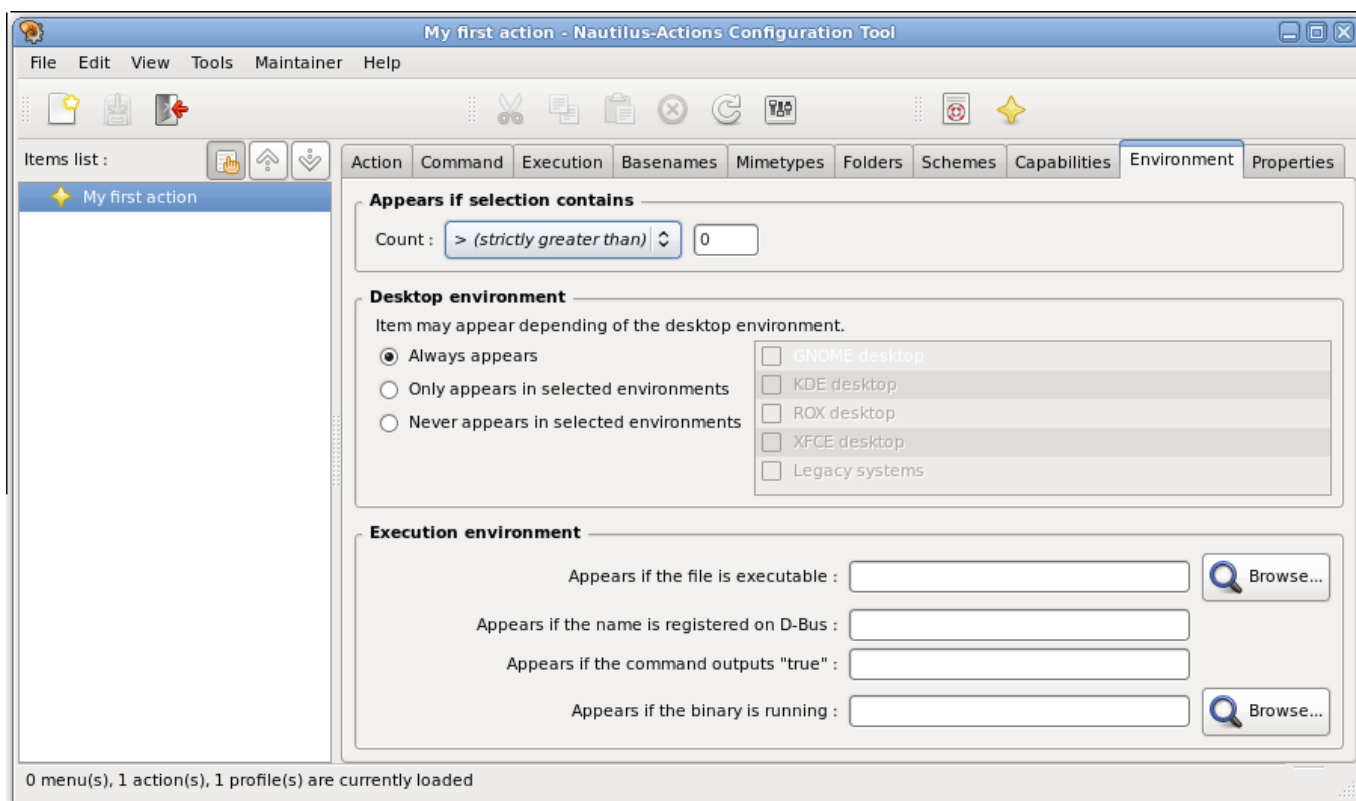 My first action - Nautilus-Actions Configuration Tool
File Edit View Tools Maintainer Help
Items list :
Action Command Execution Basenames Mimetypes Folders Schemes Capabilities Environment Properties
My first action
Appears if selection contains
Count : > (strictly greater than) 0
Desktop environment
Item may appear depending of the desktop environment.
Always appears
Only appears in selected environments
Never appears in selected environments
GNOME desktop
KDE desktop
ROX desktop
XFCE desktop
Legacy systems
Execution environment
Appears if the file is executable : Browse...
Appears if the name is registered on D-Bus :
Appears if the command outputs "true" :
Appears if the binary is running : Browse...
0 menu(s), 1 action(s), 1 profile(s) are currently loaded